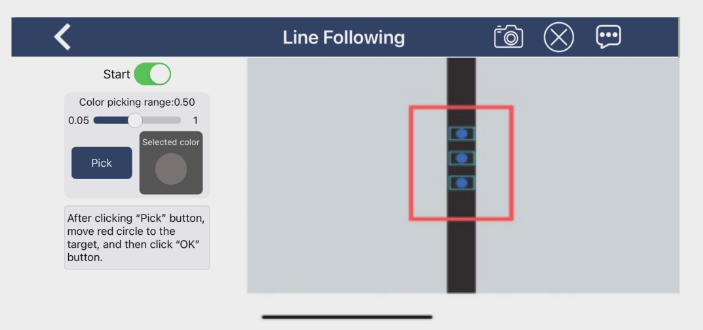 Line Following
Start
Color picking range:0.50
0.05
1
Selected color
Pick
After clicking “Pick” button,
move red circle to the
target, and then click “OK”
button.